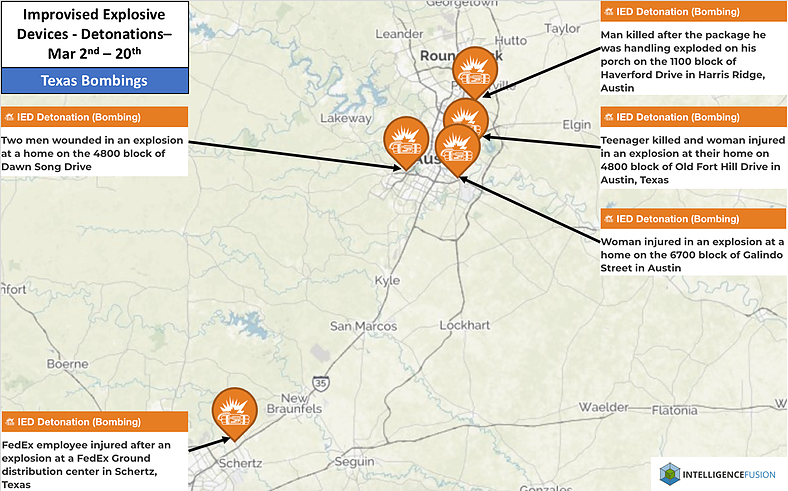 Improvised Explosive
Devices - Detonations–
Mar 2nd – 20th
Texas Bombings
IED Detonation (Bombing)
Two men wounded in an explosion
at a home on the 4800 block of
Dawn Song Drive
IED Detonation (Bombing)
FedEx employee injured after an
explosion at a FedEx Ground
distribution center in Schertz,
Texas
IED Detonation (Bombing)
Man killed after the package he
was handling exploded on his
porch on the 1100 block of
Haverford Drive in Harris Ridge,
Austin
IED Detonation (Bombing)
Teenager killed and woman injured
in an explosion at their home on
4800 block of Old Fort Hill Drive in
Austin, Texas
IED Detonation (Bombing)
Woman injured in an explosion at a
home on the 6700 block of Galindo
Street in Austin
Georgetown
Leander
Hutto
Taylor
Lakeway
Elgin
Kyle
San Marcos
Lockhart
Boerne
35
New
Braunfels
Waelder
Flatonia
Schertz
Seguin
Gonzales
INTELLIGENCEFUSION